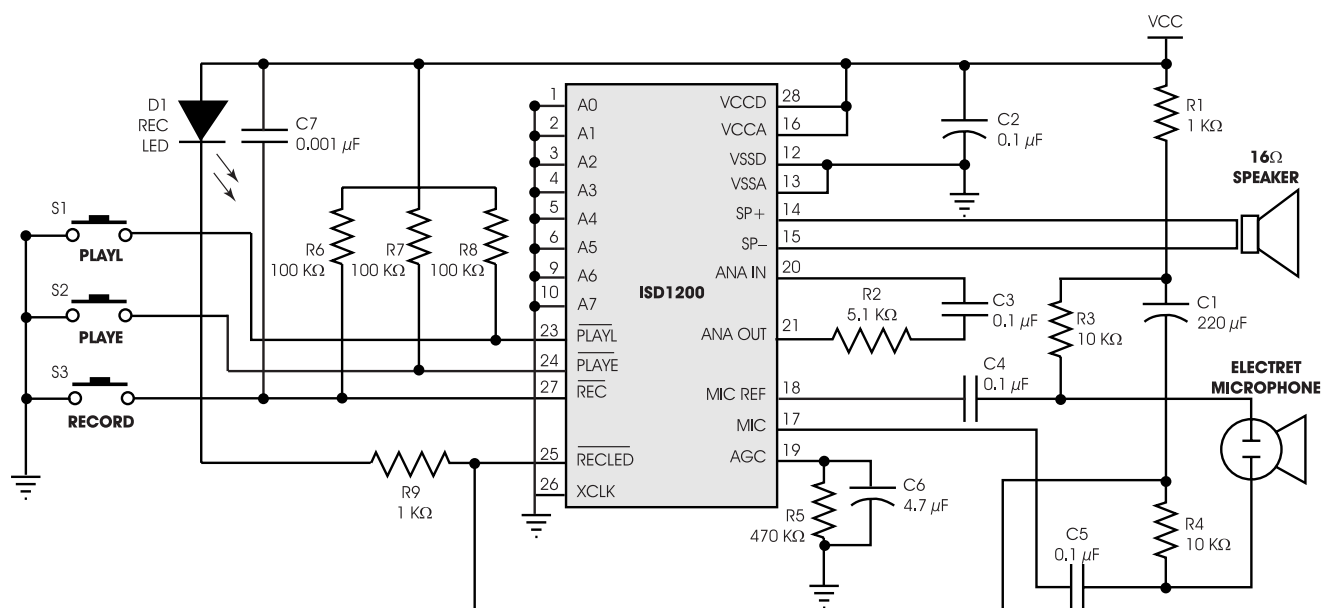 VCC
D1
REC
LED
C7
0.001 µF
S1
PLAYL
S2
PLAYE
S3
RECORD
R6
100 KΩ
R7
100 KΩ
R8
100 KΩ
R9
1 KΩ
1 A0
2 A1
3 A2
4 A3
5 A4
6 A5
9 A6
10 A7
23 PLAYL
24 PLAYE
27 REC
25 RECLED
26 XCLK
ISD1200
VCCD 28
VCCA 16
VSSD 12
VSSA 13
SP+ 14
SP– 15
ANA IN 20
ANA OUT 21
MIC REF 18
MIC 17
AGC 19
C2
0.1 µF
R1
1 KΩ
16Ω
SPEAKER
R2
5.1 KΩ
C3
0.1 µF
R3
10 KΩ
C1
220 µF
C4
0.1 µF
ELECTRET
MICROPHONE
R5
470 KΩ
C6
4.7 µF
C5
0.1 µF
R4
10 KΩ